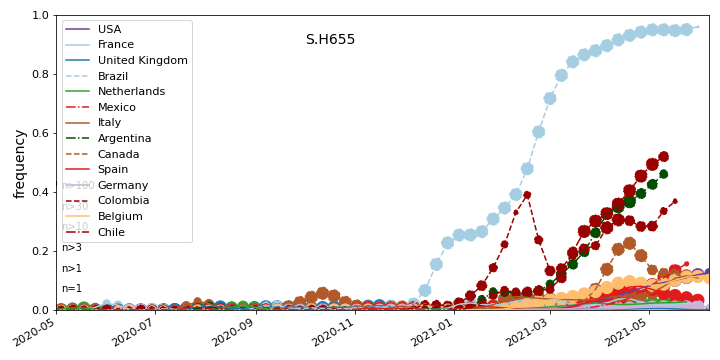 S.H655
frequency
1.0
0.8
0.6
0.4
0.2
0.0
USA
France
United Kingdom
Brazil
Netherlands
Mexico
Italy
Argentina
Canada
Spain
Germany
Colombia
Belgium
Chile
n>100
n>30
n>10
n>3
n>1
n=1
2020-05
2020-07
2020-09
2020-11
2021-01
2021-03
2021-05